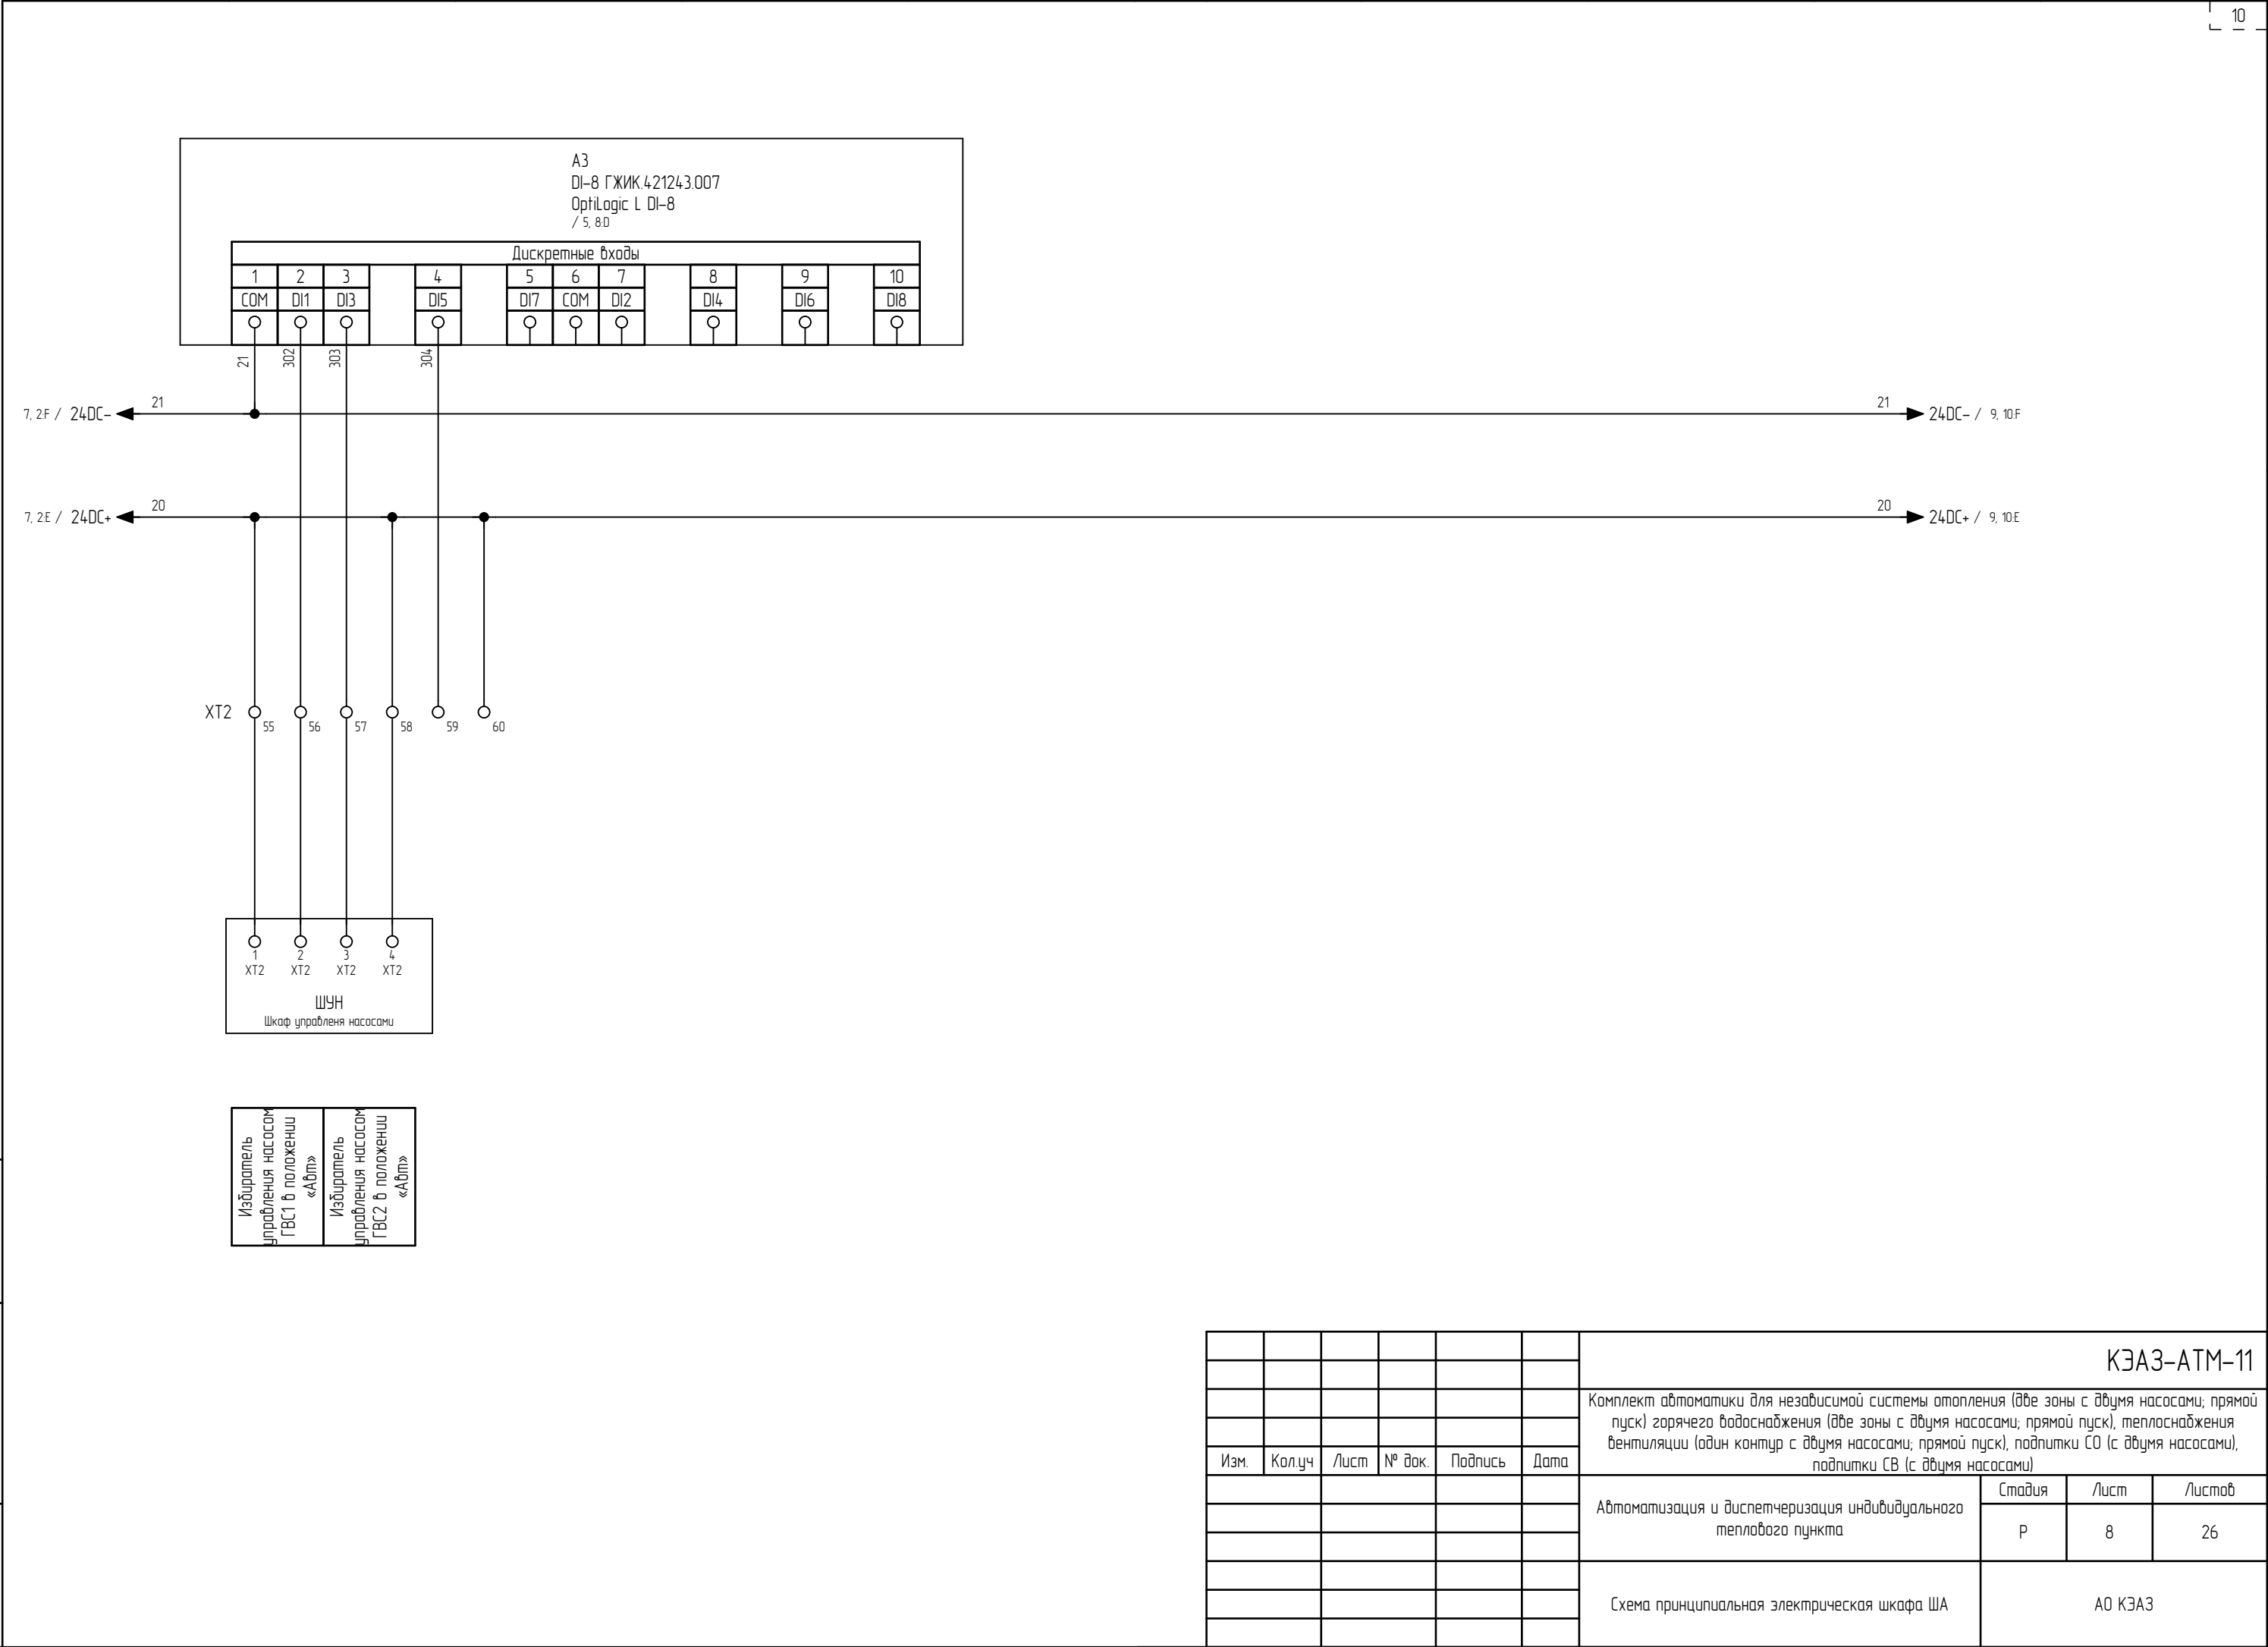 10
А3
DI-8 ГЖИК.421243.007
OptiLogic L DI-8
/ 5, 8:D
Дискретные входы
1 2 3 4 5 6 7 8 9 10
COM DI1 DI3 DI5 DI7 COM DI2 DI4 DI6 DI8
21 302 303 304
7, 2:F / 24DC- 21
21 24DC- / 9, 10:F
7, 2:E / 24DC+ 20
20 24DC+ / 9, 10:E
XT2 55 56 57 58 59 60
1 2 3 4
XT2 XT2 XT2 XT2
ШУН
Шкаф управленя насосами
Избиратель
управления насосом
ГВС1 в положении
«Авт»
Избиратель
управления насосом
ГВС2 в положении
«Авт»
КЭАЗ-АТМ-11
Комплект автоматики для независимой системы отопления (две зоны с двумя насосами; прямой
пуск) горячего водоснабжения (две зоны с двумя насосами; прямой пуск), теплоснабжения
вентиляции (один контур с двумя насосами; прямой пуск), подпитки СО (с двумя насосами),
подпитки СВ (с двумя насосами)
Изм. Кол.уч Лист № док. Подпись Дата
Автоматизация и диспетчеризация индивидуального
теплового пункта
Стадия Лист Листов
Р 8 26
Схема принципиальная электрическая шкафа ША
АО КЭАЗ